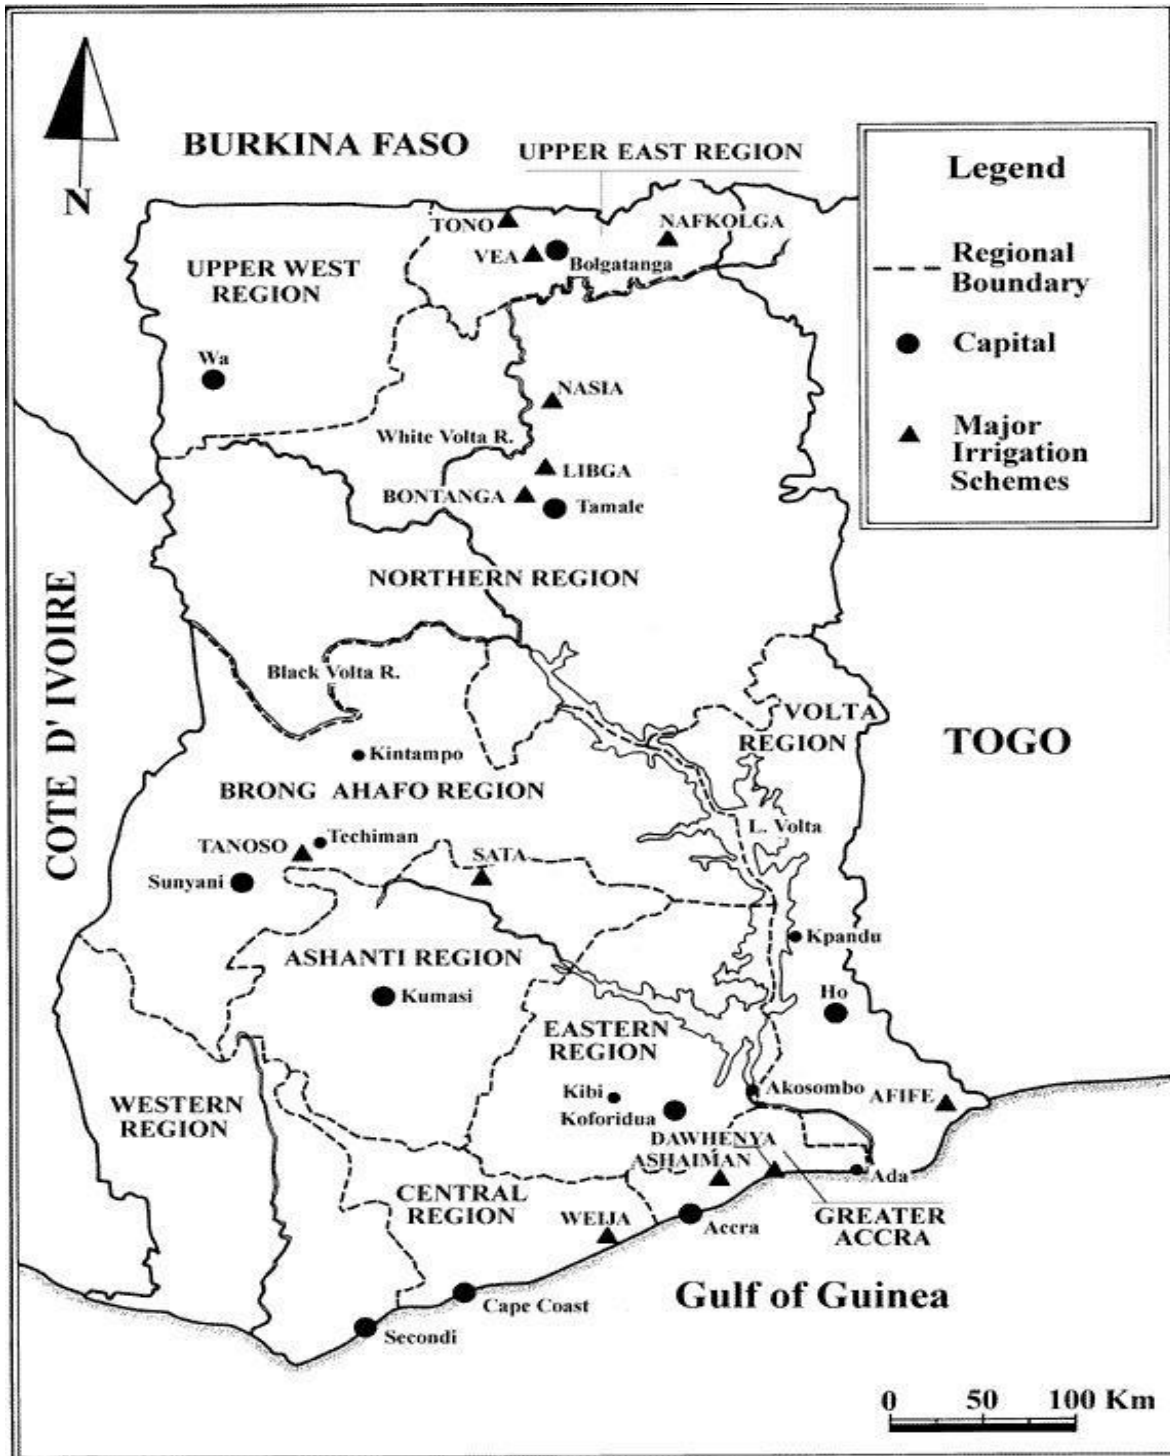 N
BURKINA FASO
UPPER EAST REGION
Legend
Regional
Boundary
Capital
Major
Irrigation
Schemes
TONO
NAFKOLGA
VEA
Bolgatanga
UPPER WEST
REGION
Wa
NASIA
White Volta R.
LIBGA
BONTANGA
Tamale
NORTHERN REGION
COTE D' IVOIRE
Black Volta R.
VOLTA
REGION
TOGO
Kintampo
BRONG AHAFO REGION
L. Volta
Techiman
TANOSO
SATA
Sunyani
Kpandu
ASHANTI REGION
Kumasi
Ho
EASTERN
REGION
Kibi
Akosombo
AFIFE
Koforidua
WESTERN
REGION
DAWHENYA
ASHAIMAN
Ada
CENTRAL
REGION
WEIJA
Accra
GREATER
ACCRA
Cape Coast
Gulf of Guinea
Secondi
0 50 100 Km